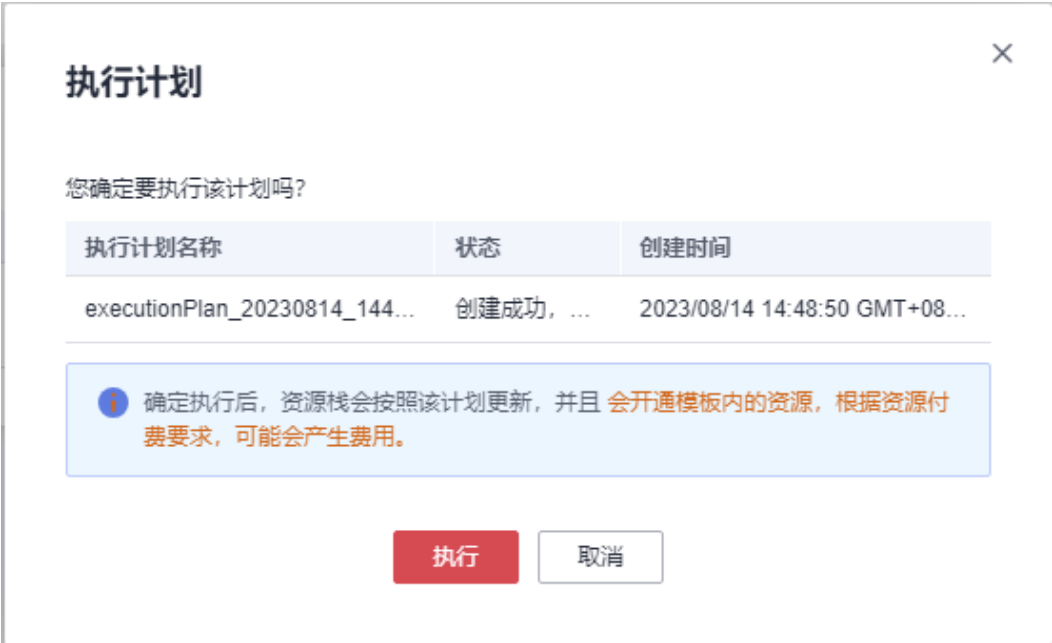 执行计划
您确定要执行该计划吗?
执行计划名称 状态 创建时间
executionPlan_20230814_144... 创建成功，... 2023/08/14 14:48:50 GMT+08...
确定执行后，资源栈会按照该计划更新，并且 会开通模板内的资源，根据资源付
费要求，可能会产生费用。
执行 取消